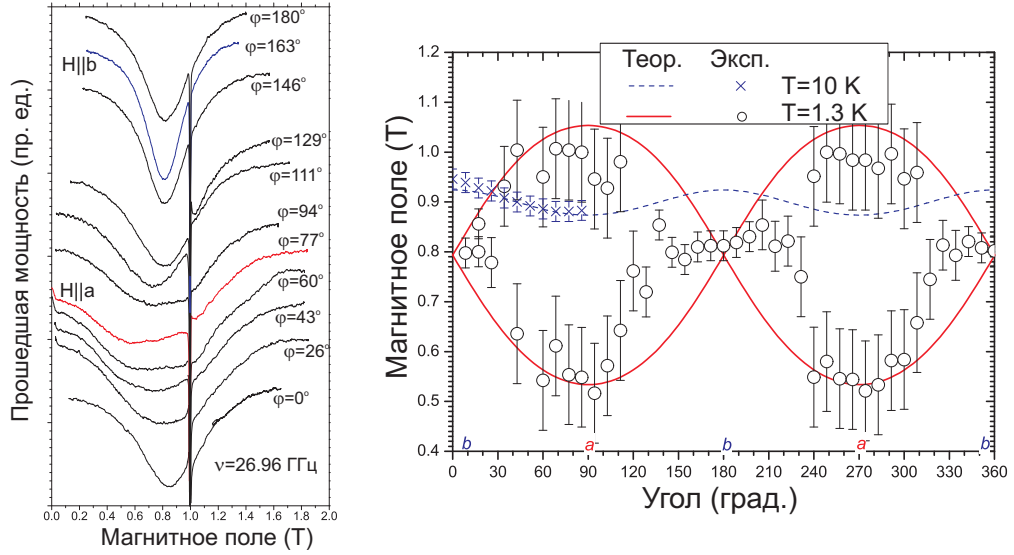 Прошедшая мощность (пр. ед.)
φ=180°
H||b
φ=163°
φ=146°
φ=129°
φ=111°
φ=94°
φ=77°
H||a
φ=60°
φ=43°
φ=26°
φ=0°
ν=26.96 ГГц
0.0 0.2 0.4 0.6 0.8 1.0 1.2 1.4 1.6 1.8 2.0
Магнитное поле (T)
Магнитное поле (T)
1.2
1.1
1.0
0.9
0.8
0.7
0.6
0.5
0.4
Теор. Эксп.
T=10 K
T=1.3 K
b a b a b
0 30 60 90 120 150 180 210 240 270 300 330 360
Угол (град.)